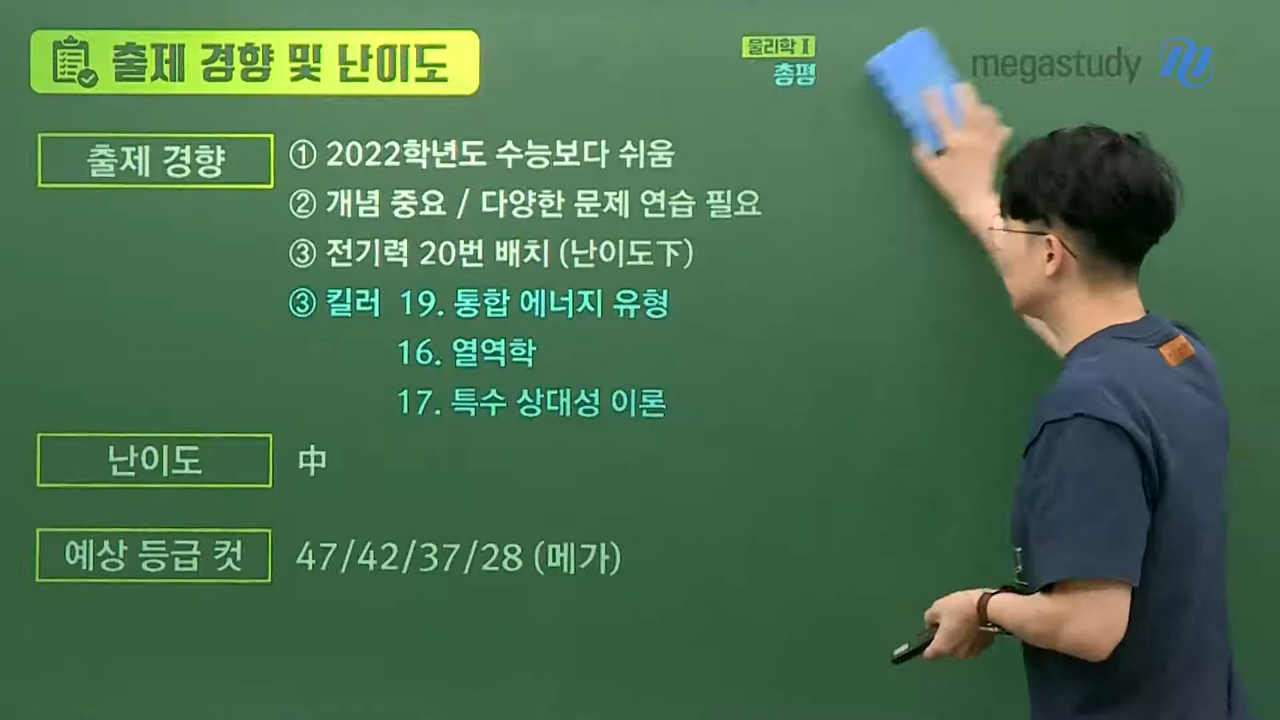 출제 경향 및 난이도
물리학 I
총평
megastudy
출제 경향
① 2022학년도 수능보다 쉬움
② 개념 중요 / 다양한 문제 연습 필요
③ 전기력 20번 배치 (난이도下)
③ 킬러 19. 통합 에너지 유형
16. 열역학
17. 특수 상대성 이론
난이도
中
예상 등급 컷
47/42/37/28 (메가)